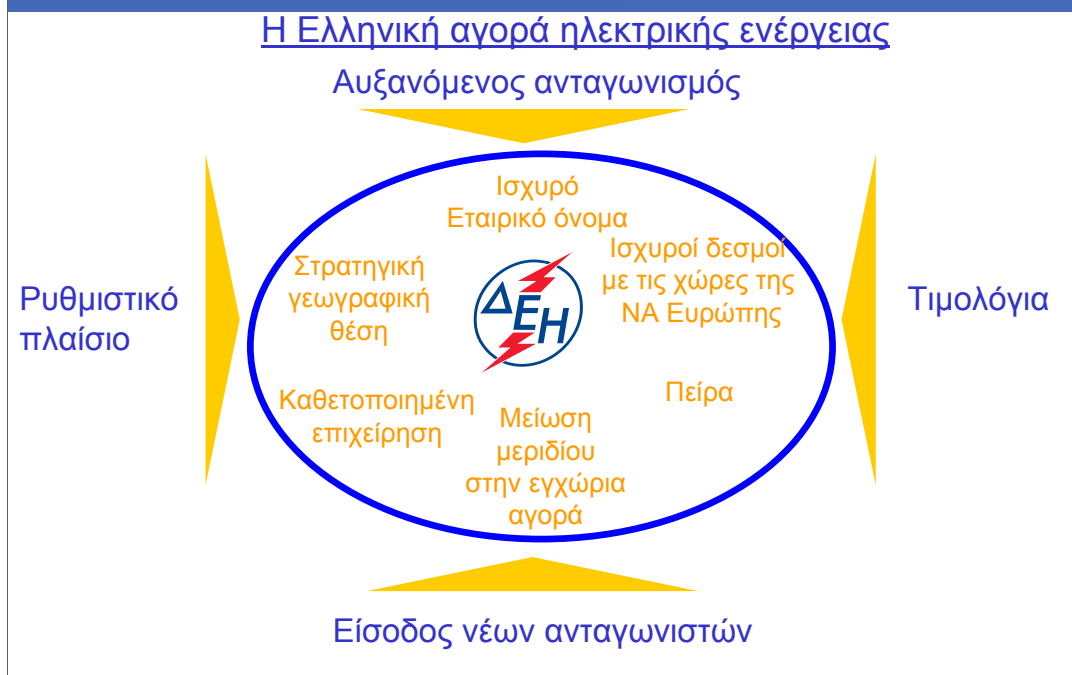 Η Ελληνική αγορά ηλεκτρικής ενέργειας
Αυξανόμενος ανταγωνισμός
Ρυθμιστικό
πλαίσιο
Ισχυρό
Εταιρικό όνομα
Στρατηγική
γεωγραφική
θέση
ΔΕΗ
Ισχυροί δεσμοί
με τις χώρες της
ΝΑ Ευρώπης
Καθετοποιημένη
επιχείρηση
Μείωση
μεριδίου
στην εγχώρια
αγορά
Πείρα
Τιμολόγια
Είσοδος νέων ανταγωνιστών